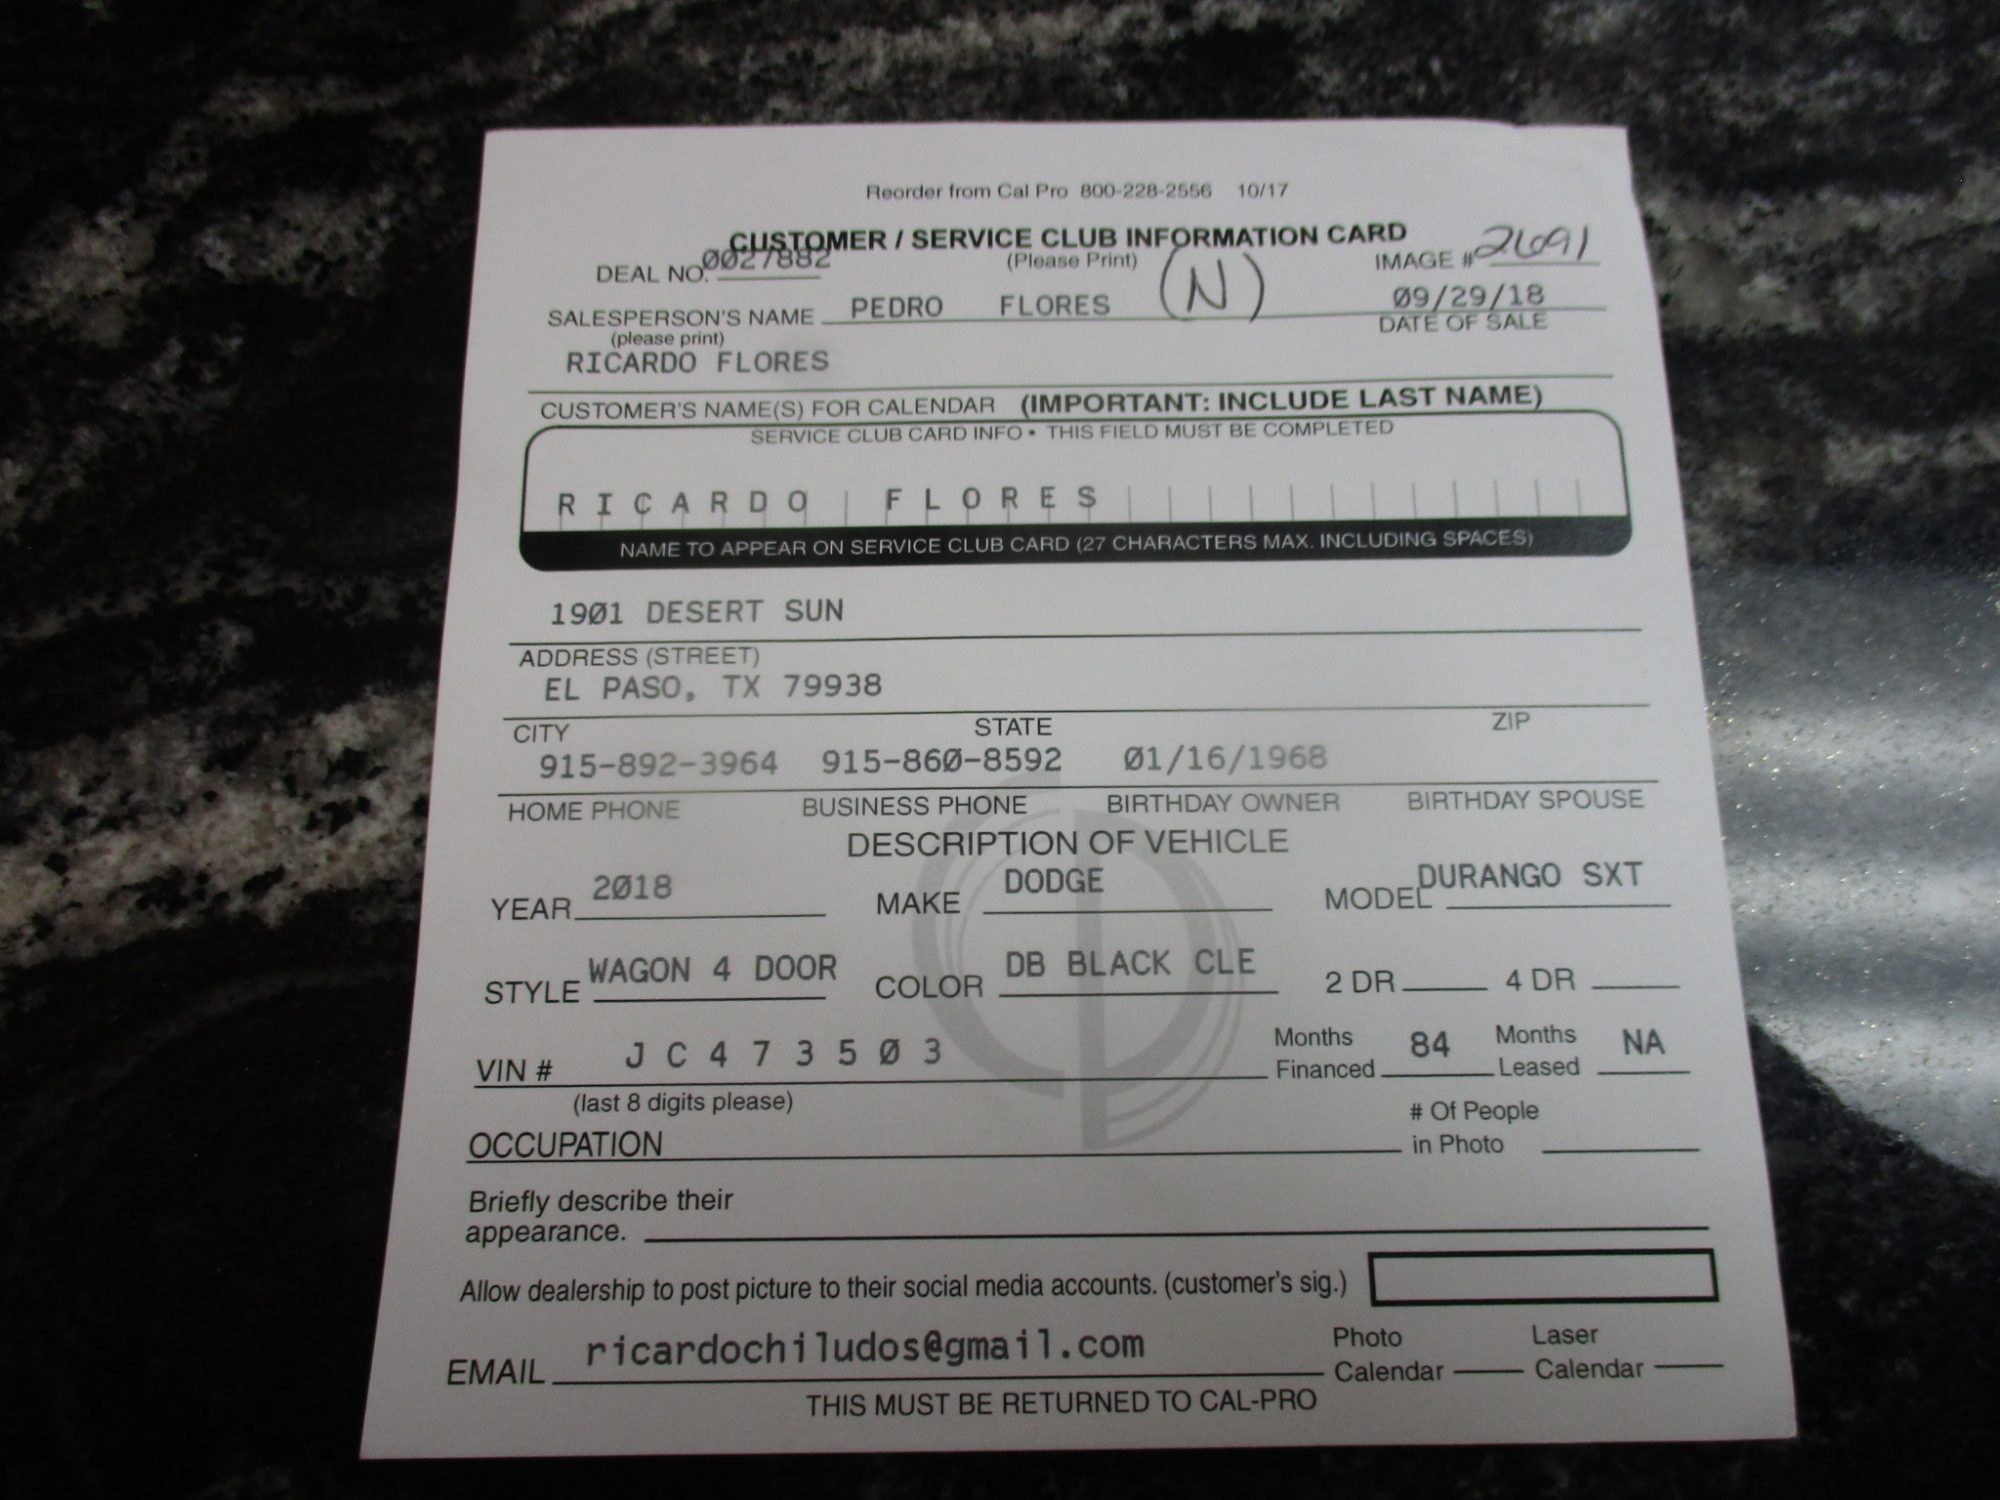 Reorder from Cal Pro 800-228-2556 10/17
CUSTOMER / SERVICE CLUB INFORMATION CARD
DEAL NO. 0027882 (Please Print) (N) IMAGE # 2691
SALESPERSON'S NAME PEDRO FLORES 09/29/18
(please print) DATE OF SALE
RICARDO FLORES
CUSTOMER'S NAME(S) FOR CALENDAR (IMPORTANT: INCLUDE LAST NAME)
SERVICE CLUB CARD INFO • THIS FIELD MUST BE COMPLETED
RICARDO FLORES
NAME TO APPEAR ON SERVICE CLUB CARD (27 CHARACTERS MAX. INCLUDING SPACES)
1901 DESERT SUN
ADDRESS (STREET)
EL PASO, TX 79938
CITY STATE ZIP
915-892-3964 915-860-8592 01/16/1968
HOME PHONE BUSINESS PHONE BIRTHDAY OWNER BIRTHDAY SPOUSE
DESCRIPTION OF VEHICLE
YEAR 2018 MAKE DODGE MODEL DURANGO SXT
STYLE WAGON 4 DOOR COLOR DB BLACK CLE 2 DR 4 DR
VIN # JC473503 Months Financed 84 Months Leased NA
(last 8 digits please)
OCCUPATION # Of People in Photo
Briefly describe their
appearance.
Allow dealership to post picture to their social media accounts. (customer's sig.)
EMAIL ricardochiludos@gmail.com Photo Calendar Laser Calendar
THIS MUST BE RETURNED TO CAL-PRO